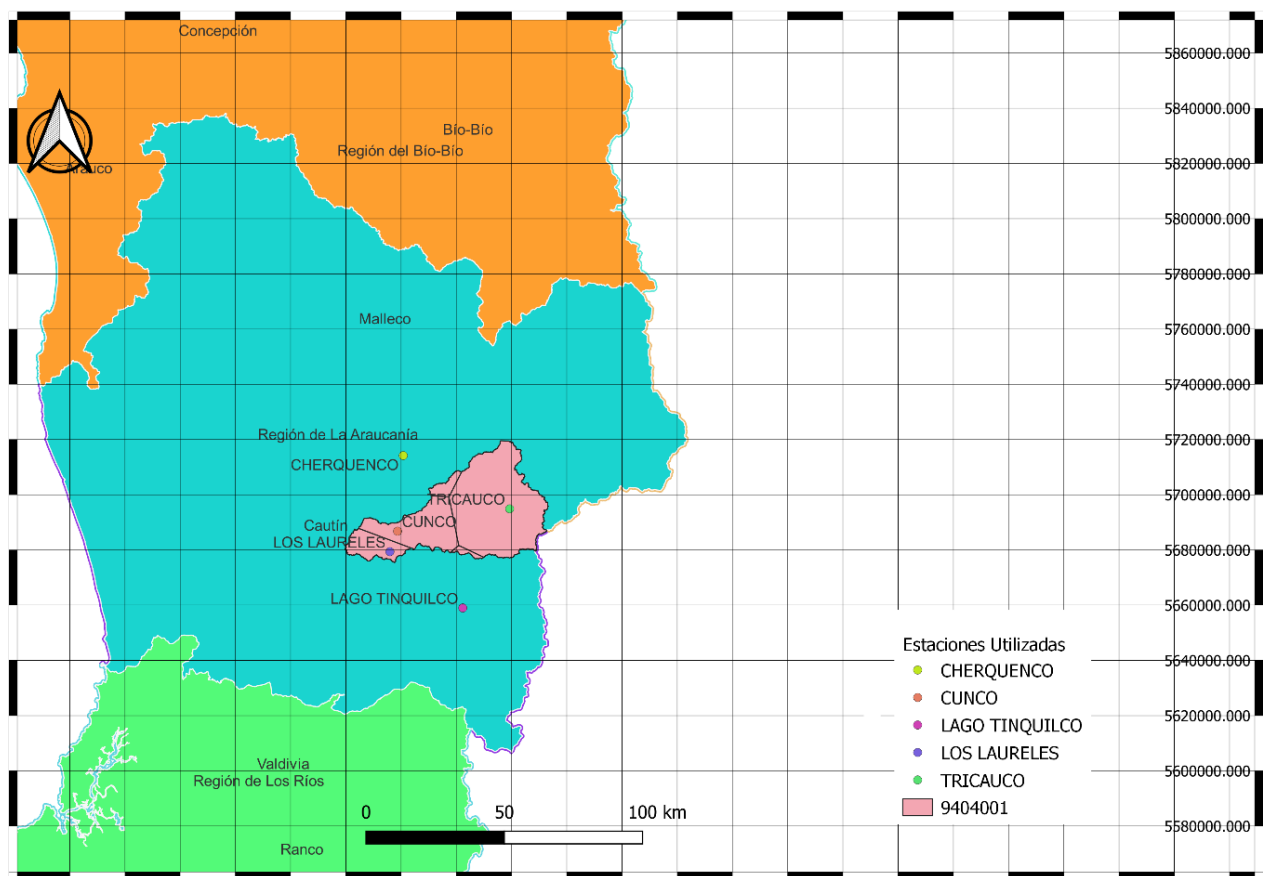 Concepción
5860000.000
5840000.000
Bío-Bío
Región del Bío-Bío
5820000.000
Arauco
5800000.000
5780000.000
Malleco
5760000.000
5740000.000
5720000.000
Región de La Araucanía
CHERQUENCO
TRICAUCO
5700000.000
CUNCO
Cautín
LOS LAURELES
5680000.000
LAGO TINQUILCO
5660000.000
5640000.000
Estaciones Utilizadas
CHERQUENCO
CUNCO
LAGO TINQUILCO
LOS LAURELES
TRICAUCO
9404001
5620000.000
5600000.000
5580000.000
Valdivia
Región de Los Ríos
0 50 100 km
Ranco